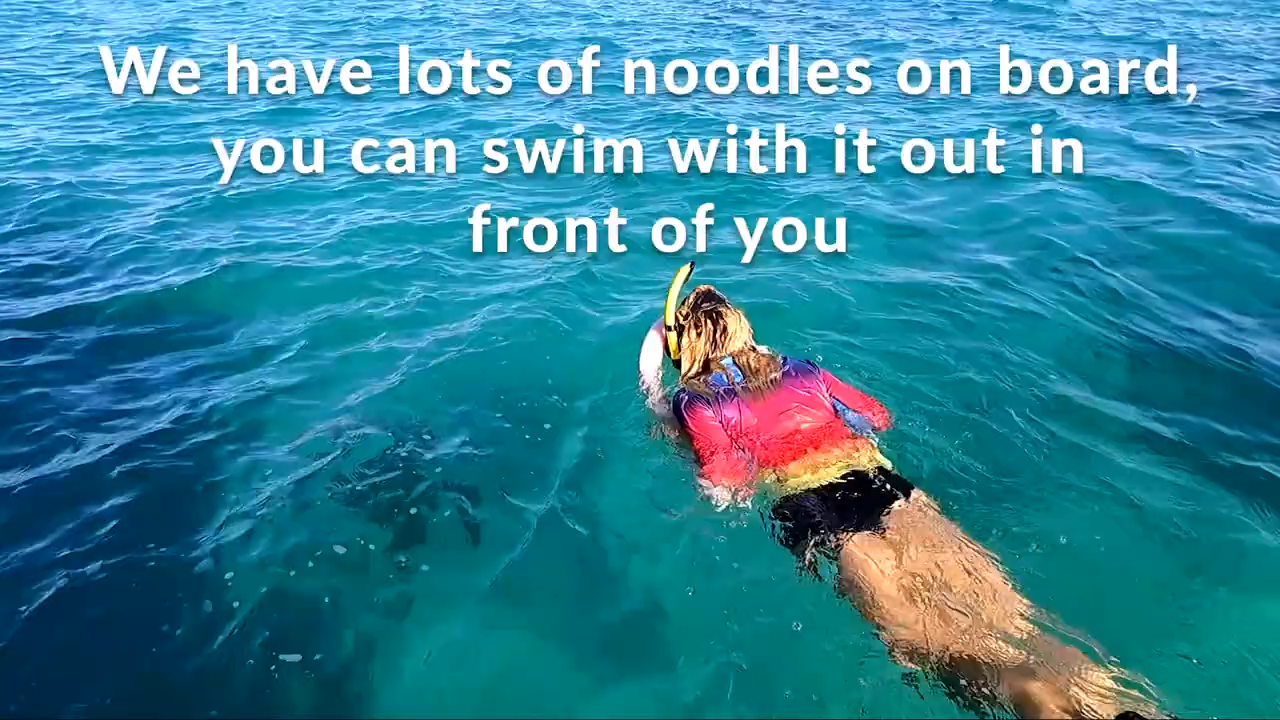 We have lots of noodles on board,
you can swim with it out in
front of you